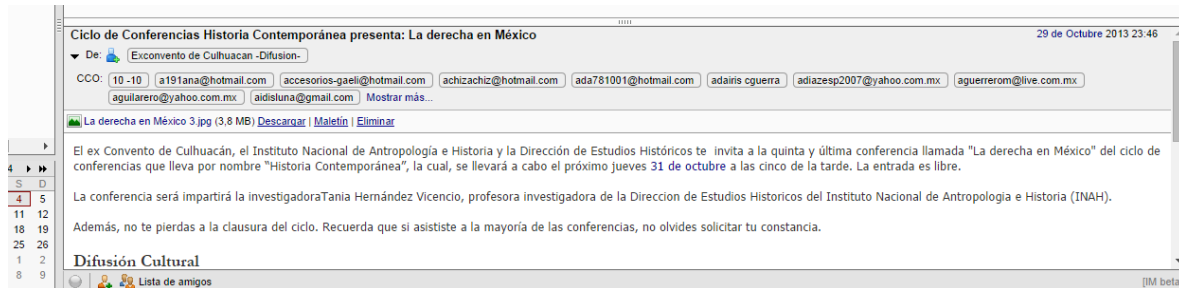 Ciclo de Conferencias Historia Contemporánea presenta: La derecha en México 29 de Octubre 2013 23:46
De: Exconvento de Culhuacan -Difusion-
CCO: 10 -10 a191ana@hotmail.com accesorios-gaeli@hotmail.com achizachiz@hotmail.com ada781001@hotmail.com adairis cguerra adiazesp2007@yahoo.com.mx aguerrerom@live.com.mx
aguilarero@yahoo.com.mx aidisluna@gmail.com Mostrar más...
La derecha en México 3.jpg (3,8 MB) Descargar | Maletín | Eliminar
El ex Convento de Culhuacán, el Instituto Nacional de Antropología e Historia y la Dirección de Estudios Históricos te invita a la quinta y última conferencia llamada "La derecha en México" del ciclo de
conferencias que lleva por nombre “Historia Contemporánea”, la cual, se llevará a cabo el próximo jueves 31 de octubre a las cinco de la tarde. La entrada es libre.
La conferencia será impartirá la investigadoraTania Hernández Vicencio, profesora investigadora de la Direccion de Estudios Historicos del Instituto Nacional de Antropologia e Historia (INAH).
Además, no te pierdas a la clausura del ciclo. Recuerda que si asististe a la mayoría de las conferencias, no olvides solicitar tu constancia.
Difusión Cultural
4
S D
4 5
11 12
18 19
25 26
1 2
8 9
Lista de amigos [IM beta